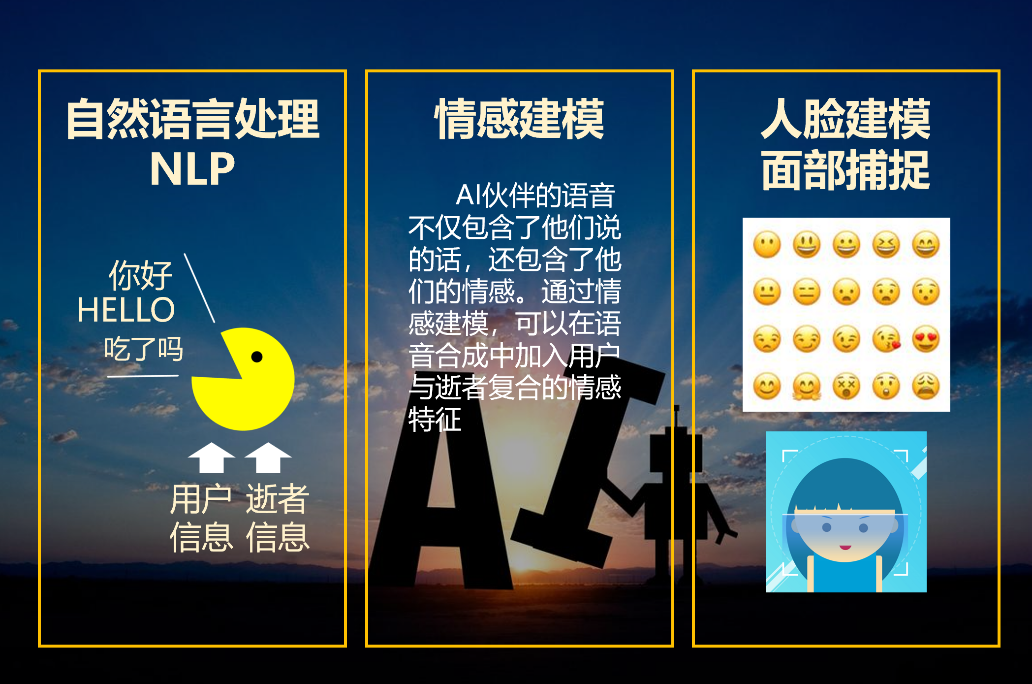 自然语言处理
NLP
你好
HELLO
吃了吗
用户 逝者
信息 信息
情感建模
AI伙伴的语音
不仅包含了他们说
的话，还包含了他
们的情感。通过情
感建模，可以在语
音合成中加入用户
与逝者复合的情感
特征
AI
人脸建模
面部捕捉